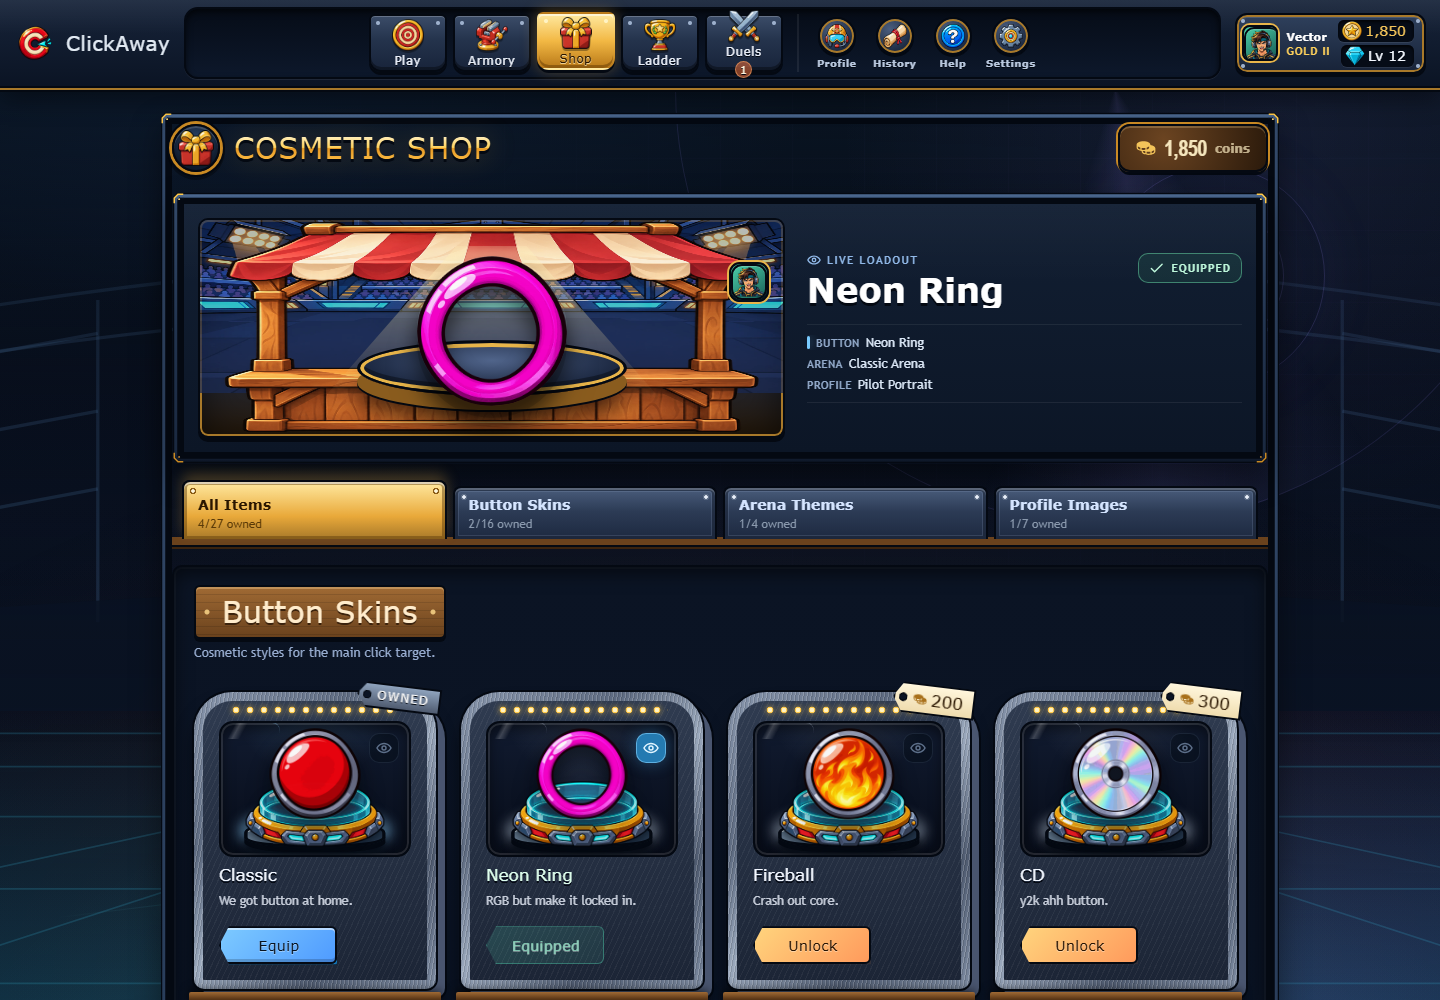 ClickAway
Play
Armory
Shop
Ladder
Duels
1
Profile
History
Help
Settings
Vector
GOLD II
1,850
Lv 12
COSMETIC SHOP
1,850 coins
LIVE LOADOUT
Neon Ring
EQUIPPED
BUTTON Neon Ring
ARENA Classic Arena
PROFILE Pilot Portrait
All Items
4/27 owned
Button Skins
2/16 owned
Arena Themes
1/4 owned
Profile Images
1/7 owned
Button Skins
Cosmetic styles for the main click target.
OWNED
Classic
We got button at home.
Equip
Neon Ring
RGB but make it locked in.
Equipped
200
Fireball
Crash out core.
Unlock
300
CD
y2k ahh button.
Unlock